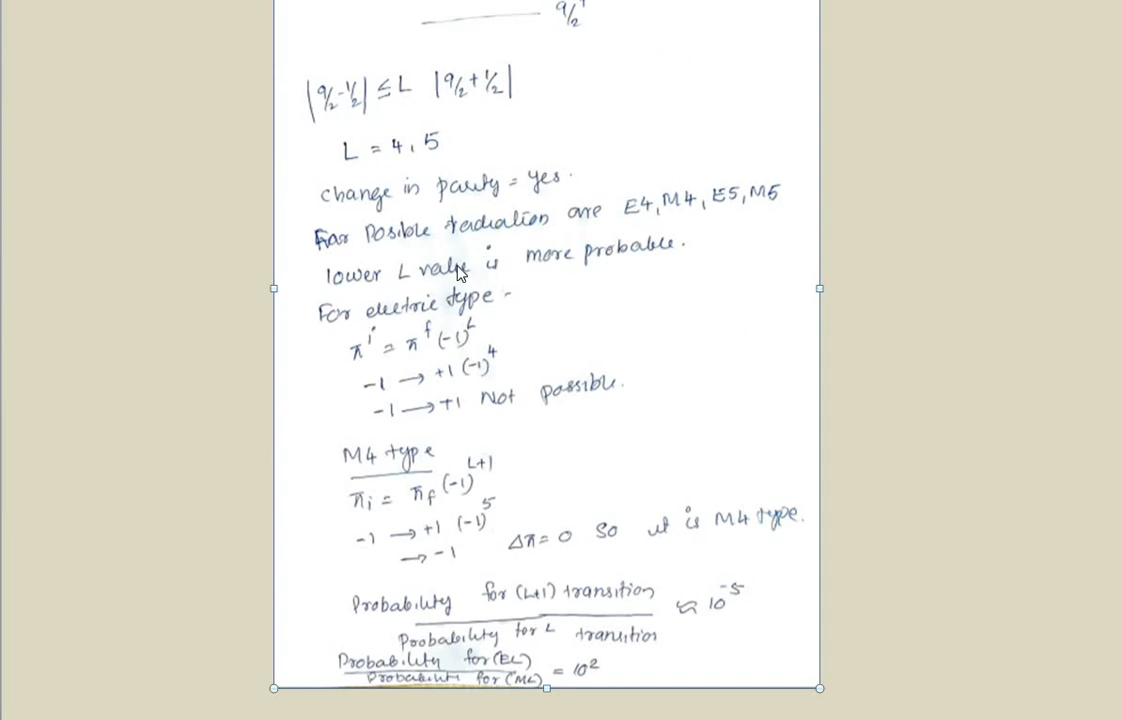 9/2+
|9/2-1/2| ≤ L |9/2+1/2|
L = 4, 5
change in parity = yes.
Posible radiation are E4, M4, E5, M5
lower L value is more probable.
For electric type -
π^i = π^f (-1)^L
-1 → +1 (-1)^4
-1 → +1 Not possible.
M4 type
π_i = π_f (-1)^L+1
-1 → +1 (-1)^5
→ -1 Δπ = 0 So it is M4 type.
Probability for (L+1) transition
≈ 10^-5
Probability for L transition
Probability for (EL)
= 10^2
Probabiliti for (ML)